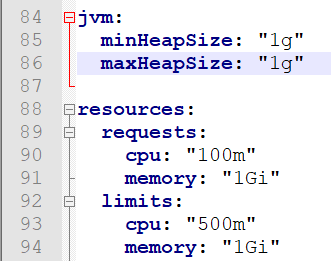 84 jvm:
85   minHeapSize: "1g"
86   maxHeapSize: "1g"
87
88 resources:
89   requests:
90     cpu: "100m"
91     memory: "1Gi"
92   limits:
93     cpu: "500m"
94     memory: "1Gi"